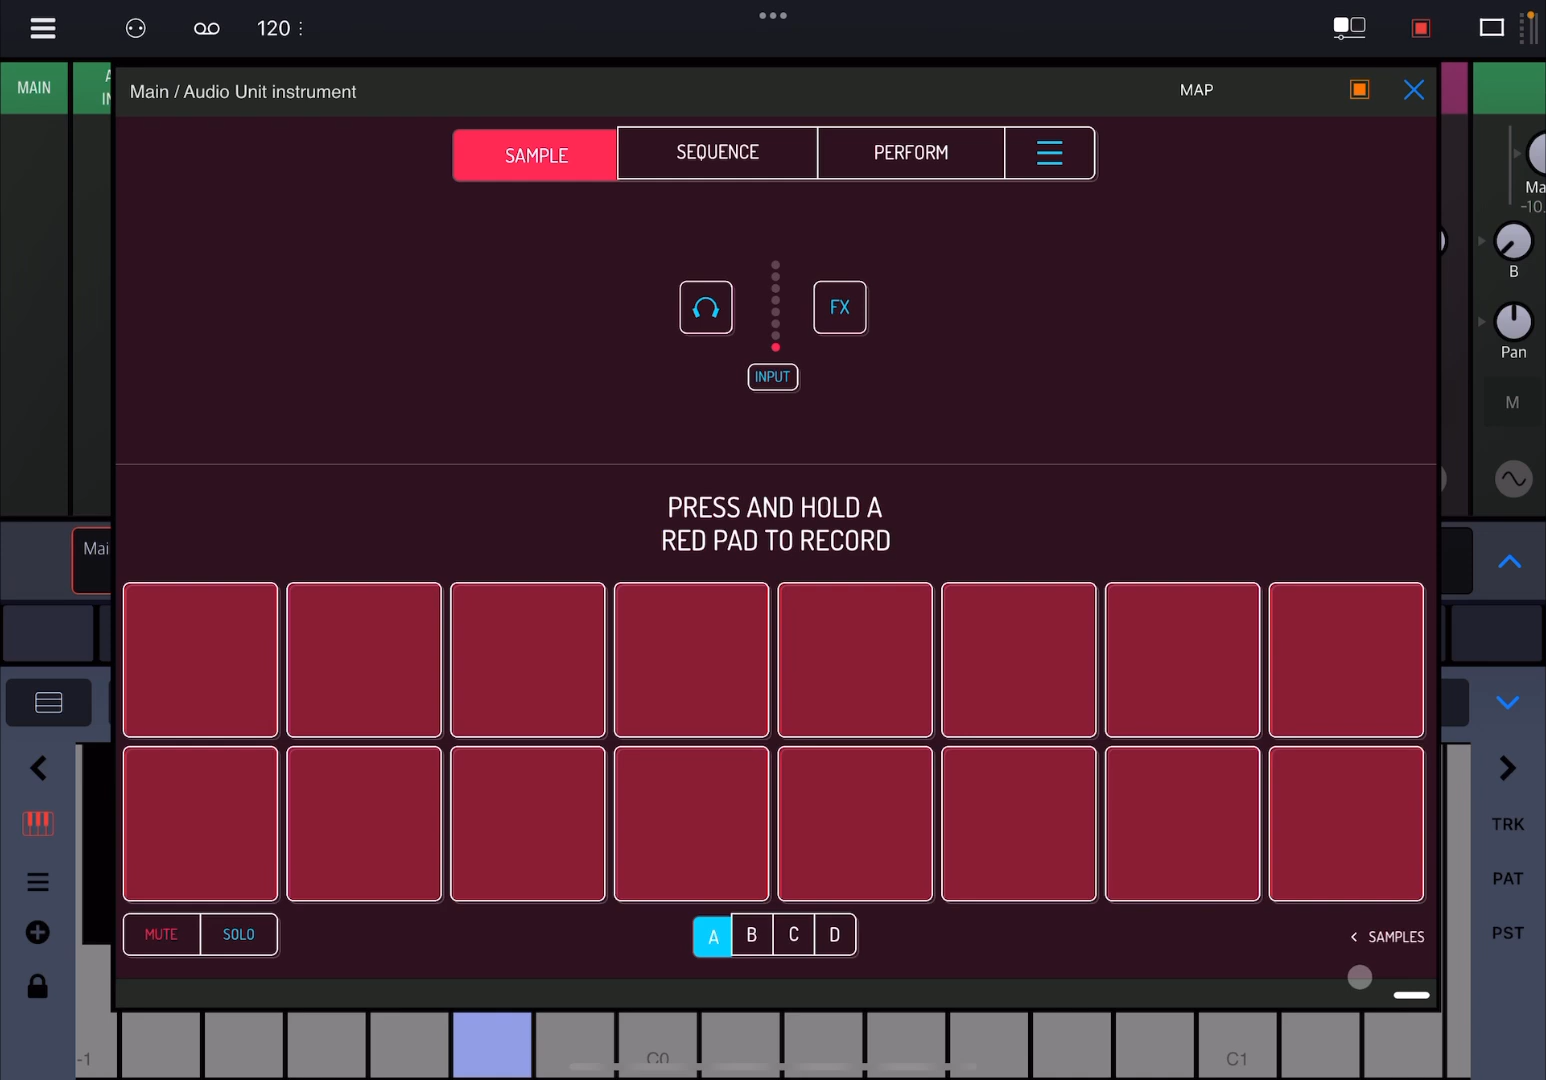 120
MAIN
Main / Audio Unit instrument
MAP
SAMPLE
SEQUENCE
PERFORM
FX
INPUT
B
Pan
M
PRESS AND HOLD A
RED PAD TO RECORD
TRK
PAT
PST
MUTE
SOLO
A
B
C
D
< SAMPLES
-1
C0
C1